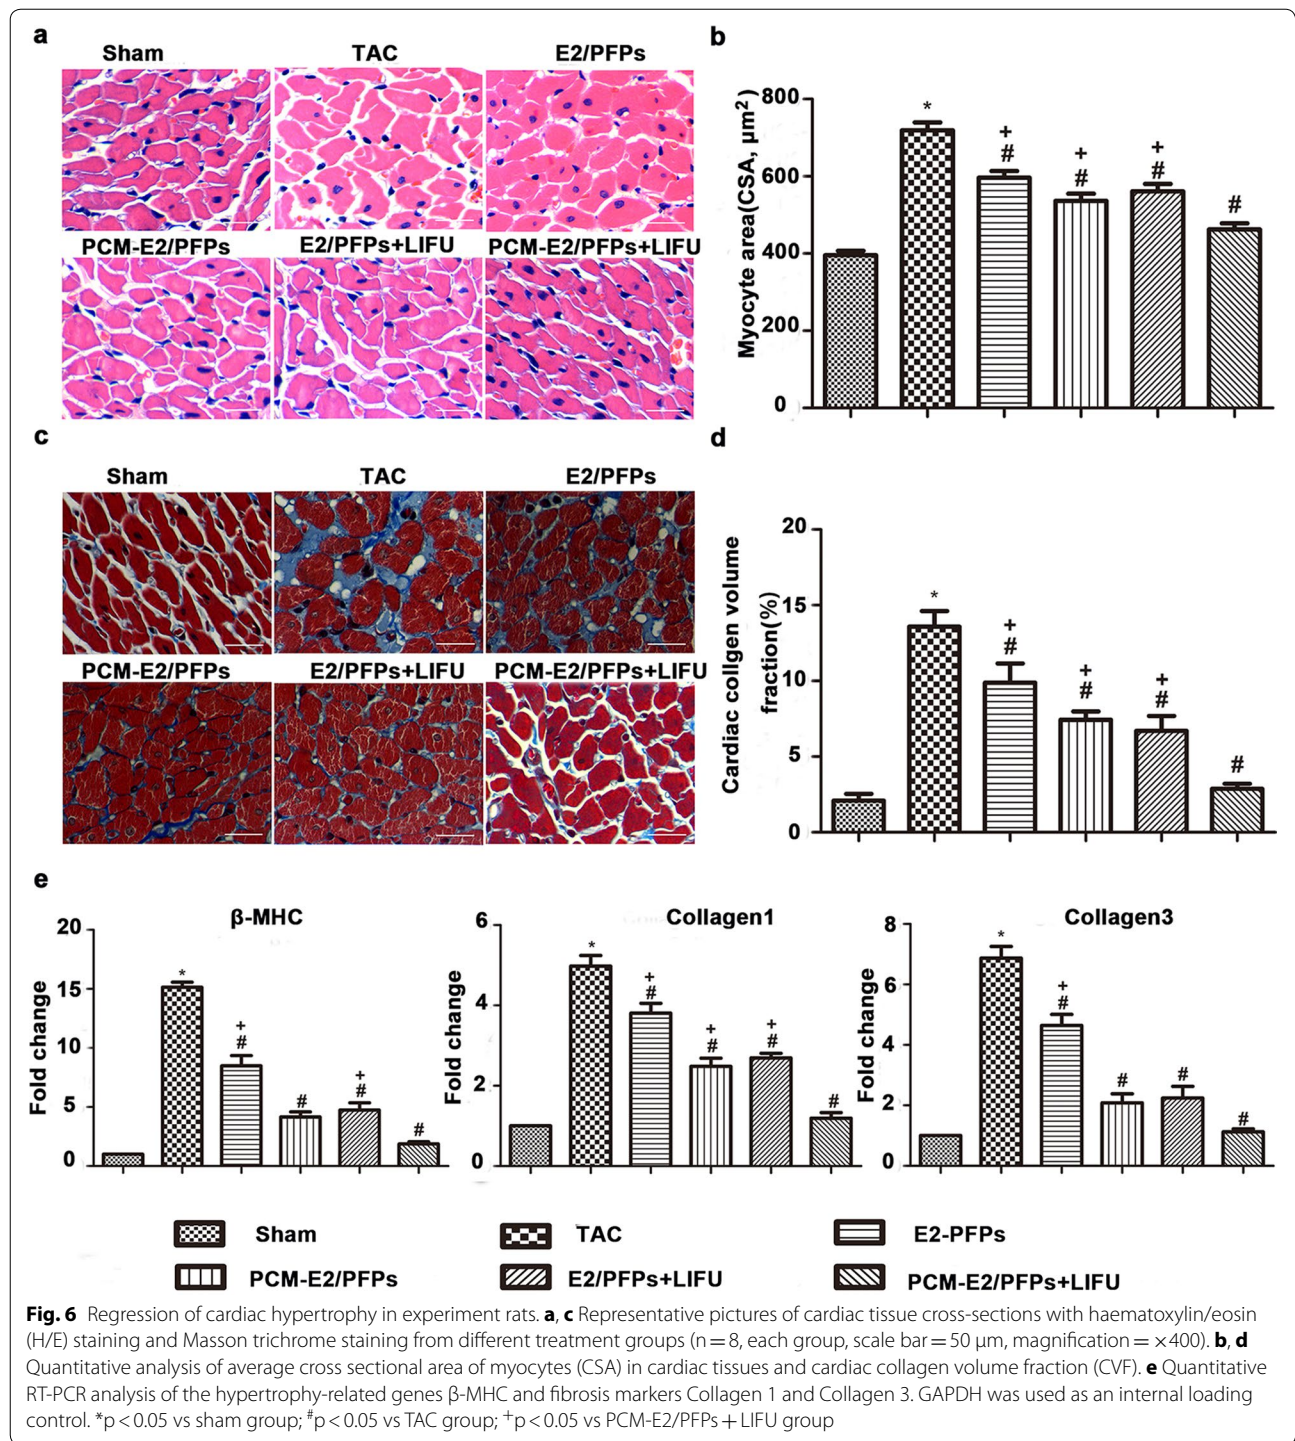 a
Sham TAC E2/PFPs
PCM-E2/PFPs E2/PFPs+LIFU PCM-E2/PFPs+LIFU
b
Myocyte area(CSA, μm²)
800
600
400
200
0
*
+
#
+
#
+
#
#
c
Sham TAC E2/PFPs
PCM-E2/PFPs E2/PFPs+LIFU PCM-E2/PFPs+LIFU
d
Cardiac collgen volume
fraction(%)
20
15
10
5
0
*
+
#
+
#
+
#
#
e
β-MHC
Fold change
20
15
10
5
0
*
+
#
#
+
#
#
Collagen1
Fold change
6
4
2
0
*
+
#
+
#
+
#
#
Collagen3
Fold change
8
6
4
2
0
*
+
#
#
#
#
Sham TAC E2-PFPs
PCM-E2/PFPs E2/PFPs+LIFU PCM-E2/PFPs+LIFU
Fig. 6 Regression of cardiac hypertrophy in experiment rats. a, c Representative pictures of cardiac tissue cross-sections with haematoxylin/eosin
(H/E) staining and Masson trichrome staining from different treatment groups (n = 8, each group, scale bar = 50 μm, magnification = ×400). b, d
Quantitative analysis of average cross sectional area of myocytes (CSA) in cardiac tissues and cardiac collagen volume fraction (CVF). e Quantitative
RT-PCR analysis of the hypertrophy-related genes β-MHC and fibrosis markers Collagen 1 and Collagen 3. GAPDH was used as an internal loading
control. *p < 0.05 vs sham group; #p < 0.05 vs TAC group; +p < 0.05 vs PCM-E2/PFPs + LIFU group